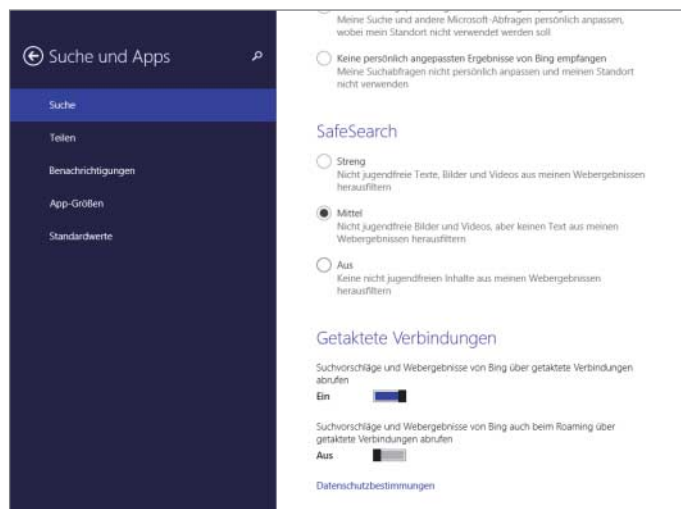 Meine Suche und andere Microsoft-Abfragen persönlich anpassen,
wobei mein Standort nicht verwendet werden soll
Suche und Apps
Keine persönlich angepassten Ergebnisse von Bing empfangen
Meine Suchabfragen nicht persönlich anpassen und meinen Standort
nicht verwenden
Suche
Teilen
Benachrichtigungen
App-Größen
Standardwerte
SafeSearch
Streng
Nicht jugendfreie Texte, Bilder und Videos aus meinen Webergebnissen
herausfiltern
Mittel
Nicht jugendfreie Bilder und Videos, aber keinen Text aus meinen
Webergebnissen herausfiltern
Aus
Keine nicht jugendfreien Inhalte aus meinen Webergebnissen
herausfiltern
Getaktete Verbindungen
Suchvorschläge und Webergebnisse von Bing über getaktete Verbindungen
abrufen
Ein
Suchvorschläge und Webergebnisse von Bing auch beim Roaming über
getaktete Verbindungen abrufen
Aus
Datenschutzbestimmungen